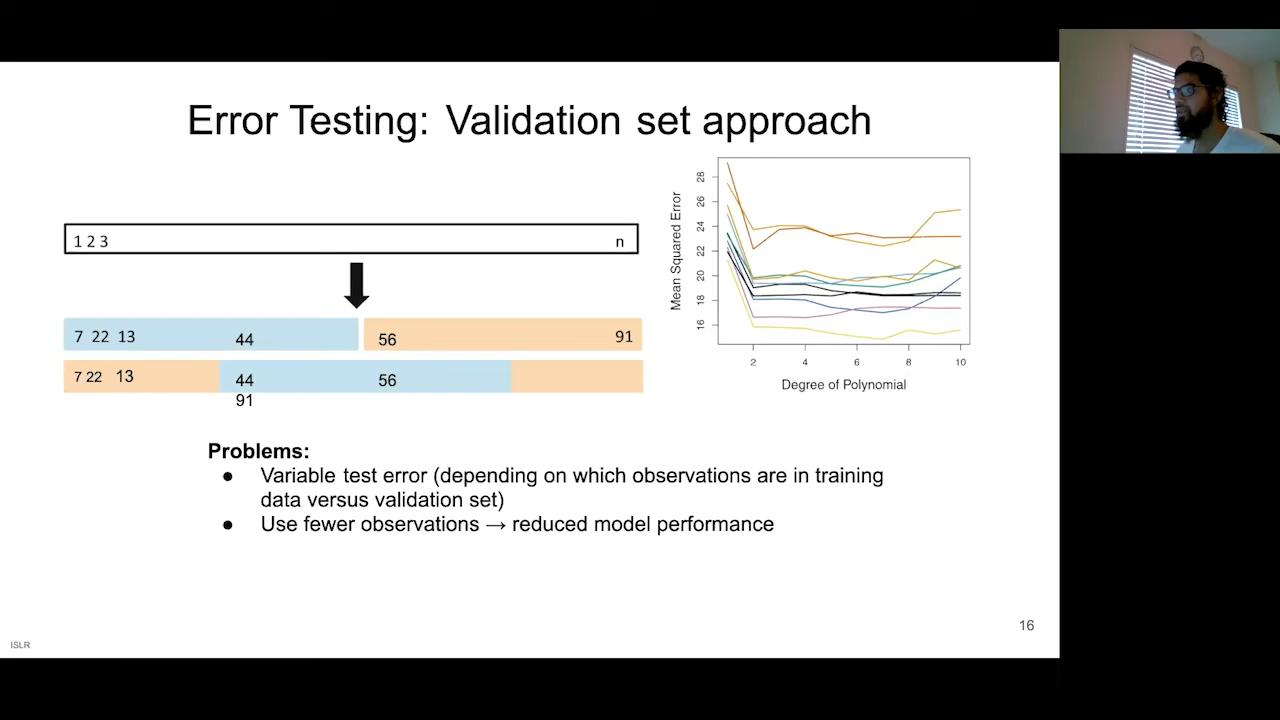 Error Testing: Validation set approach
1 2 3 n
7 22 13 44 56 91
7 22 13 44 56
91
28
26
24
22
20
18
16
Mean Squared Error
2 4 6 8 10
Degree of Polynomial
Problems:
● Variable test error (depending on which observations are in training
data versus validation set)
● Use fewer observations → reduced model performance
16
ISLR